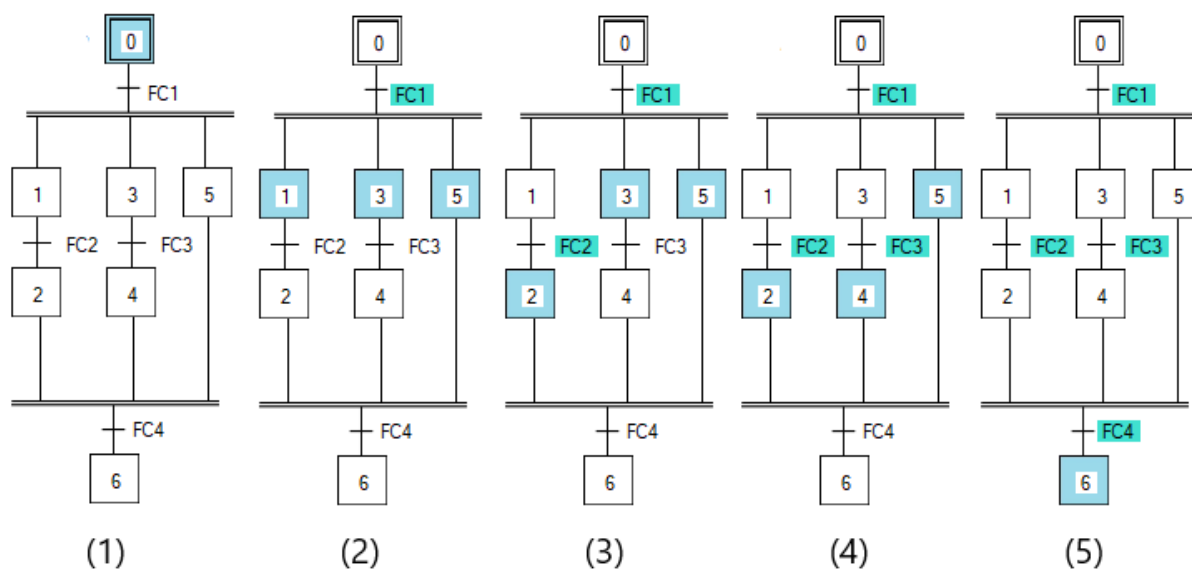 0 0 0 0 0
FC1 FC1 FC1 FC1 FC1
1 3 5 1 3 5 1 3 5 1 3 5 1 3 5
FC2 FC3 FC2 FC3 FC2 FC3 FC2 FC3 FC2 FC3
2 4 2 4 2 4 2 4 2 4
FC4 FC4 FC4 FC4 FC4
6 6 6 6 6
(1) (2) (3) (4) (5)